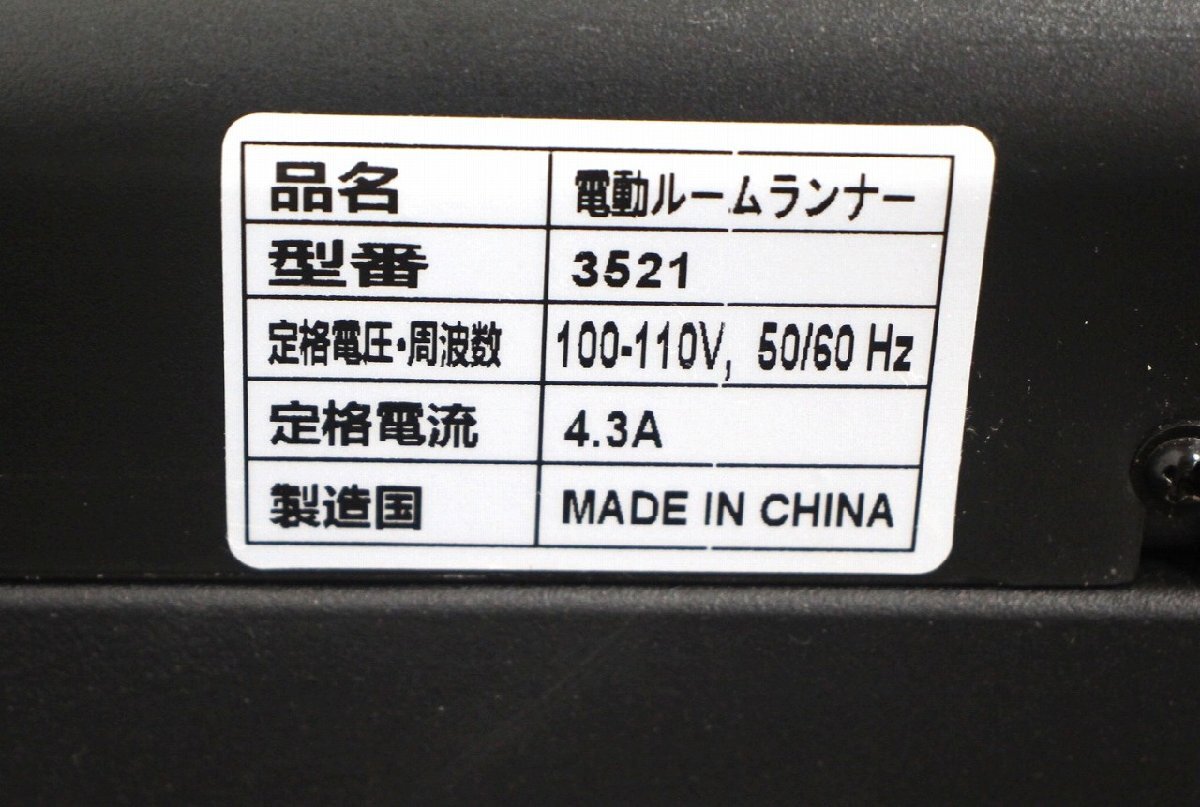 品名 電動ルームランナー
型番 3521
定格電圧・周波数 100-110V, 50/60 Hz
定格電流 4.3A
製造国 MADE IN CHINA